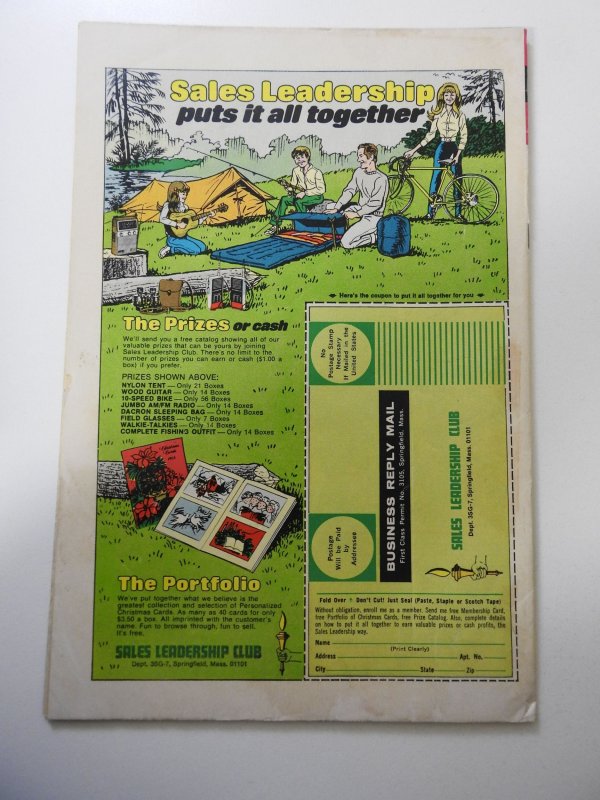 Sales Leadership
puts it all together
Here's the coupon to put it all together for you
The Prizes or cash
We'll send you a free catalog showing all of our
valuable prizes that can be yours by joining
Sales Leadership Club. There's no limit to the
number of prizes you can earn or cash ($1.00 a
box) if you prefer.
PRIZES SHOWN ABOVE:
NYLON TENT — Only 21 Boxes
WOOD GUITAR — Only 14 Boxes
10-SPEED BIKE — Only 56 Boxes
JUMBO AM/FM RADIO — Only 14 Boxes
DACRON SLEEPING BAG — Only 14 Boxes
FIELD GLASSES — Only 7 Boxes
WALKIE-TALKIES — Only 14 Boxes
COMPLETE FISHING OUTFIT — Only 14 Boxes
The Portfolio
We've put together what we believe is the
greatest collection and selection of Personalized
Christmas Cards. As many as 40 cards for only
$3.50 a box. All imprinted with the customer's
name. Fun to browse through, fun to sell.
It's free.
SALES LEADERSHIP CLUB
Dept. 3SG-7, Springfield, Mass. 01101
No
Postage Stamp
Necessary
If Mailed in the
United States
Postage
Will be Paid
by
Addressee
BUSINESS REPLY MAIL
First Class Permit No. 3105, Springfield, Mass.
SALES LEADERSHIP CLUB
Dept. 3SG-7, Springfield, Mass. 01101
Fold Over + Don't Cut! Just Seal (Paste, Staple or Scotch Tape)
Without obligation, enroll me as a member. Send me free Membership Card,
free Portfolio of Christmas Cards, free Prize Catalog. Also, complete details
on how to put it all together to earn valuable prizes or cash profits, the
Sales Leadership way.
Name
(Print Clearly)
Address Apt. No.
City State Zip